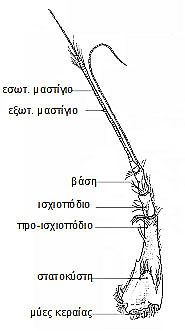 εσωτ. μαστίγιο
εξωτ. μαστίγιο
βάση
ισχιοπόδιο
προ-ισχιοπόδιο
στατοκύστη
μύες κεραίας